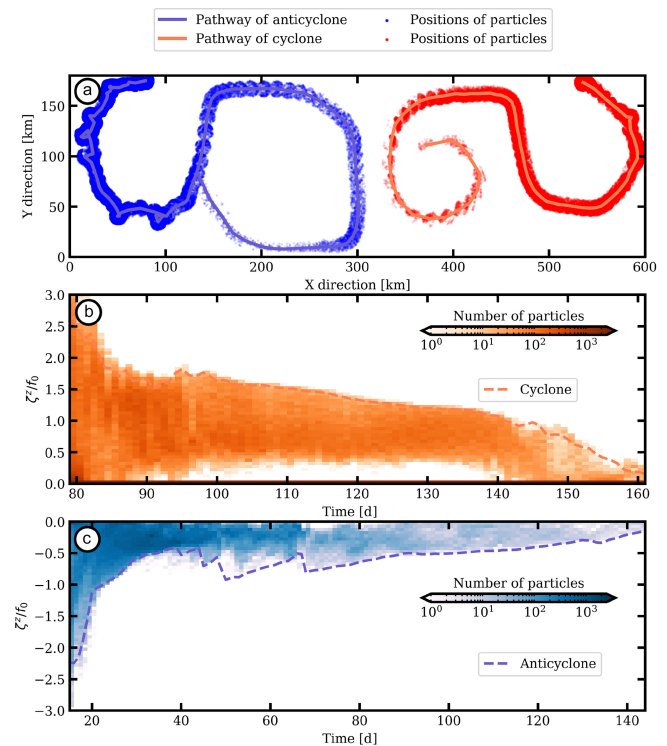 Pathway of anticyclone
Positions of particles
Pathway of cyclone
Positions of particles
a
Y direction [km]
150
100
50
0
0 100 200 300 400 500 600
X direction [km]
b
ζᶻ/f₀
3.0
2.5
2.0
1.5
1.0
0.5
0.0
Number of particles
10⁰ 10¹ 10² 10³
Cyclone
80 90 100 110 120 130 140 150 160
Time [d]
c
ζᶻ/f₀
0.0
−0.5
−1.0
−1.5
−2.0
−2.5
−3.0
Number of particles
10⁰ 10¹ 10² 10³
Anticyclone
20 40 60 80 100 120 140
Time [d]